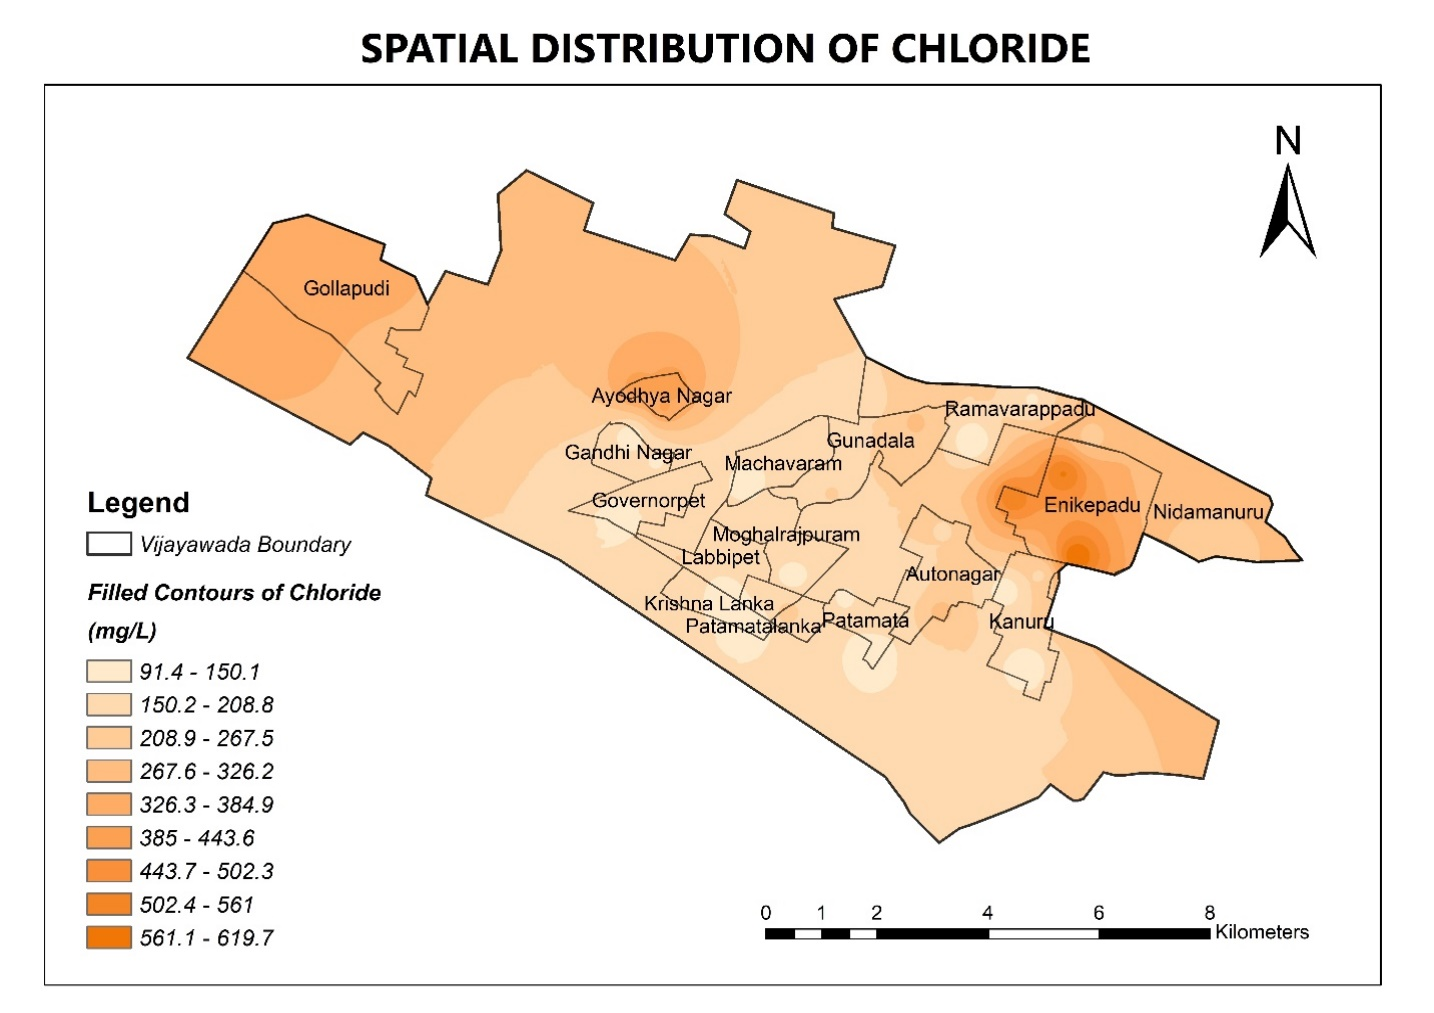 SPATIAL DISTRIBUTION OF CHLORIDE
N
Gollapudi
Ayodhya Nagar
Ramavarappadu
Gunadala
Gandhi Nagar
Machavaram
Governorpet
Enikepadu
Nidamanuru
Moghalrajpuram
Labbipet
Autonagar
Krishna Lanka
Patamatalanka
Patamata
Kanuru
Legend
Vijayawada Boundary
Filled Contours of Chloride
(mg/L)
91.4 - 150.1
150.2 - 208.8
208.9 - 267.5
267.6 - 326.2
326.3 - 384.9
385 - 443.6
443.7 - 502.3
502.4 - 561
561.1 - 619.7
0 1 2 4 6 8
Kilometers